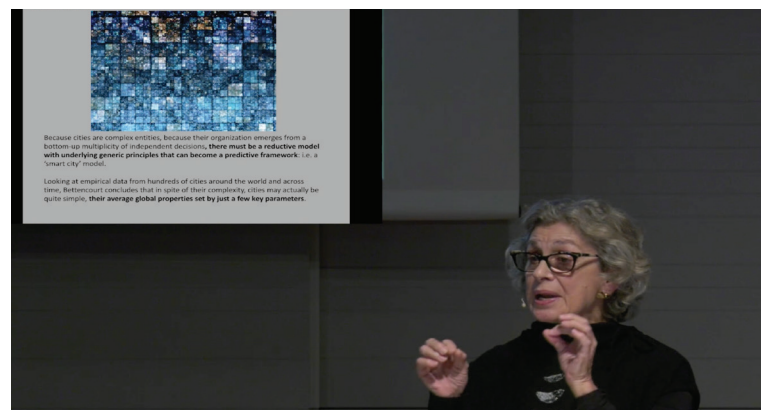 Because cities are complex entities, because their organization emerges from a
bottom-up multiplicity of independent decisions, there must be a reductive model
with underlying generic principles that can become a predictive framework: i.e. a
'smart city' model.
Looking at empirical data from hundreds of cities around the world and across
time, Bettencourt concludes that in spite of their complexity, cities may actually be
quite simple, their average global properties set by just a few key parameters.